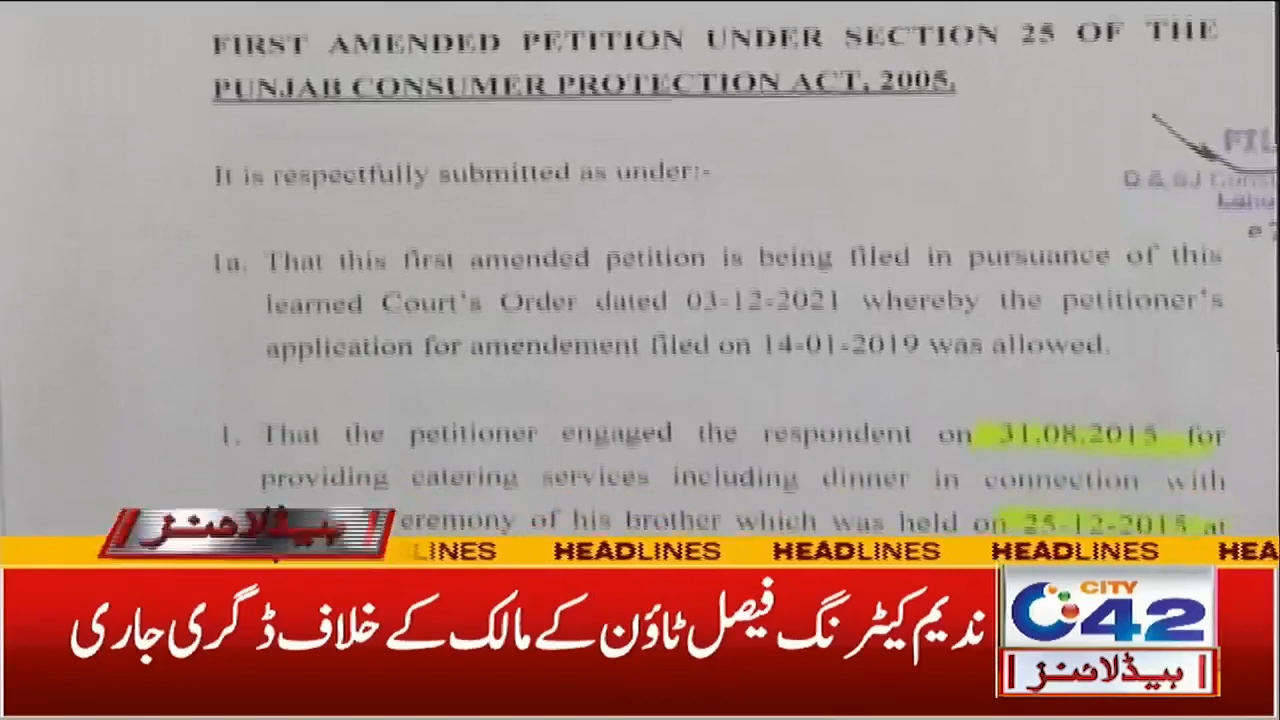 FIRST AMENDED PETITION UNDER SECTION 25 OF THE
PUNJAB CONSUMER PROTECTION ACT, 2005.
It is respectfully submitted as under:-
FIL
D & SJ Consu
Laho
1a. That this first amended petition is being filed in pursuance of this
learned Court's Order dated 03-12-2021 whereby the petitioner's
application for amendement filed on 14-01-2019 was allowed.
1. That the petitioner engaged the respondent on 31.08.2015 for
providing catering services including dinner in connection with
eremony of his brother which was held on 25-12-2015 at
ہیڈلائنز
LINES HEADLINES HEADLINES HEADLINES HEA
ندیم کیٹرنگ فیصل ٹاؤن کے مالک کے خلاف ڈگری جاری
CITY
42
ہیڈلائنز